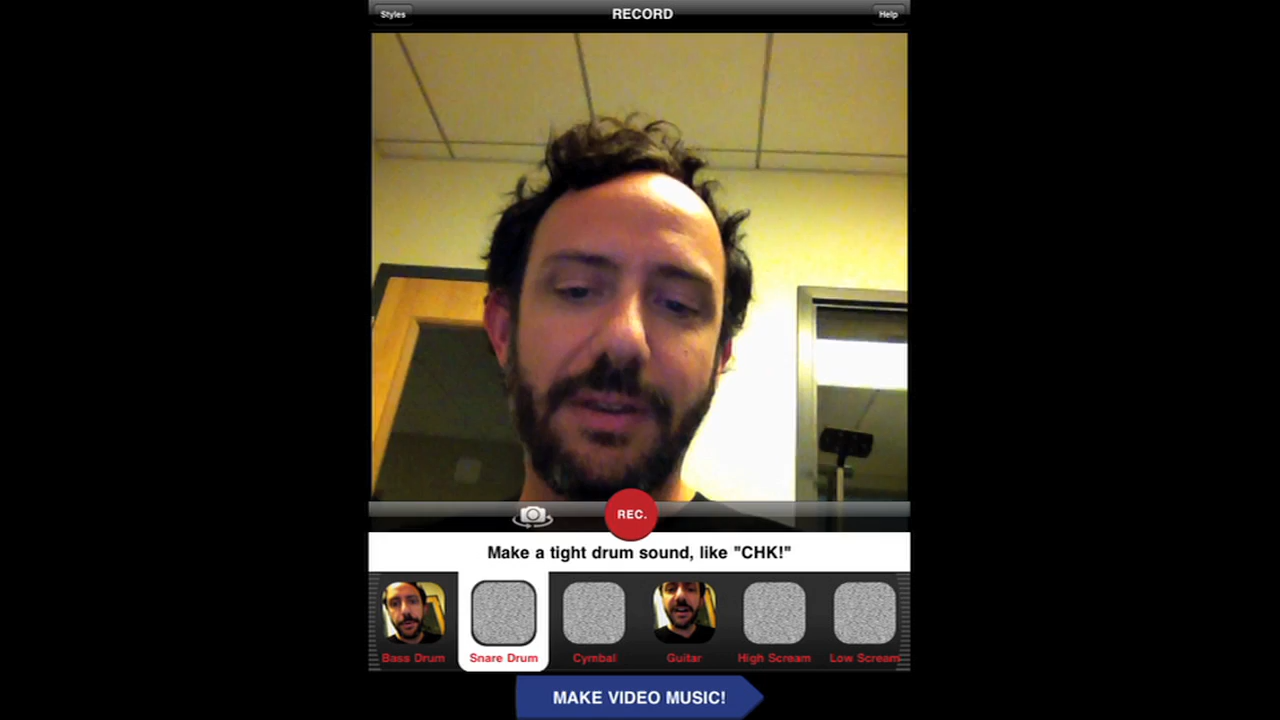 Styles
RECORD
Help
REC.
Make a tight drum sound, like "CHK!"
Bass Drum
Snare Drum
Cymbal
Guitar
High Scream
Low Scream
MAKE VIDEO MUSIC!